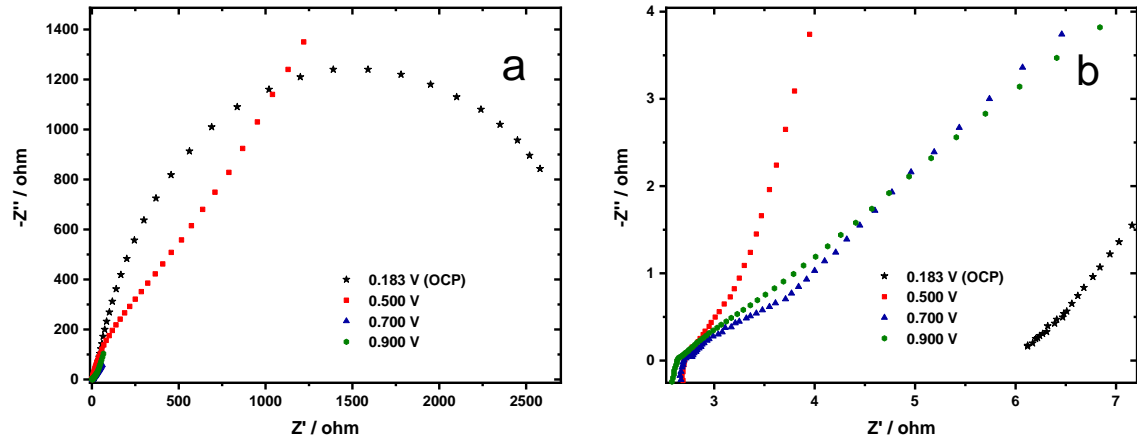 a
-Z'' / ohm
1400
1200
1000
800
600
400
200
0
0 500 1000 1500 2000 2500
Z' / ohm
0.183 V (OCP)
0.500 V
0.700 V
0.900 V
b
-Z'' / ohm
4
3
2
1
0
3 4 5 6 7
Z' / ohm
0.183 V (OCP)
0.500 V
0.700 V
0.900 V